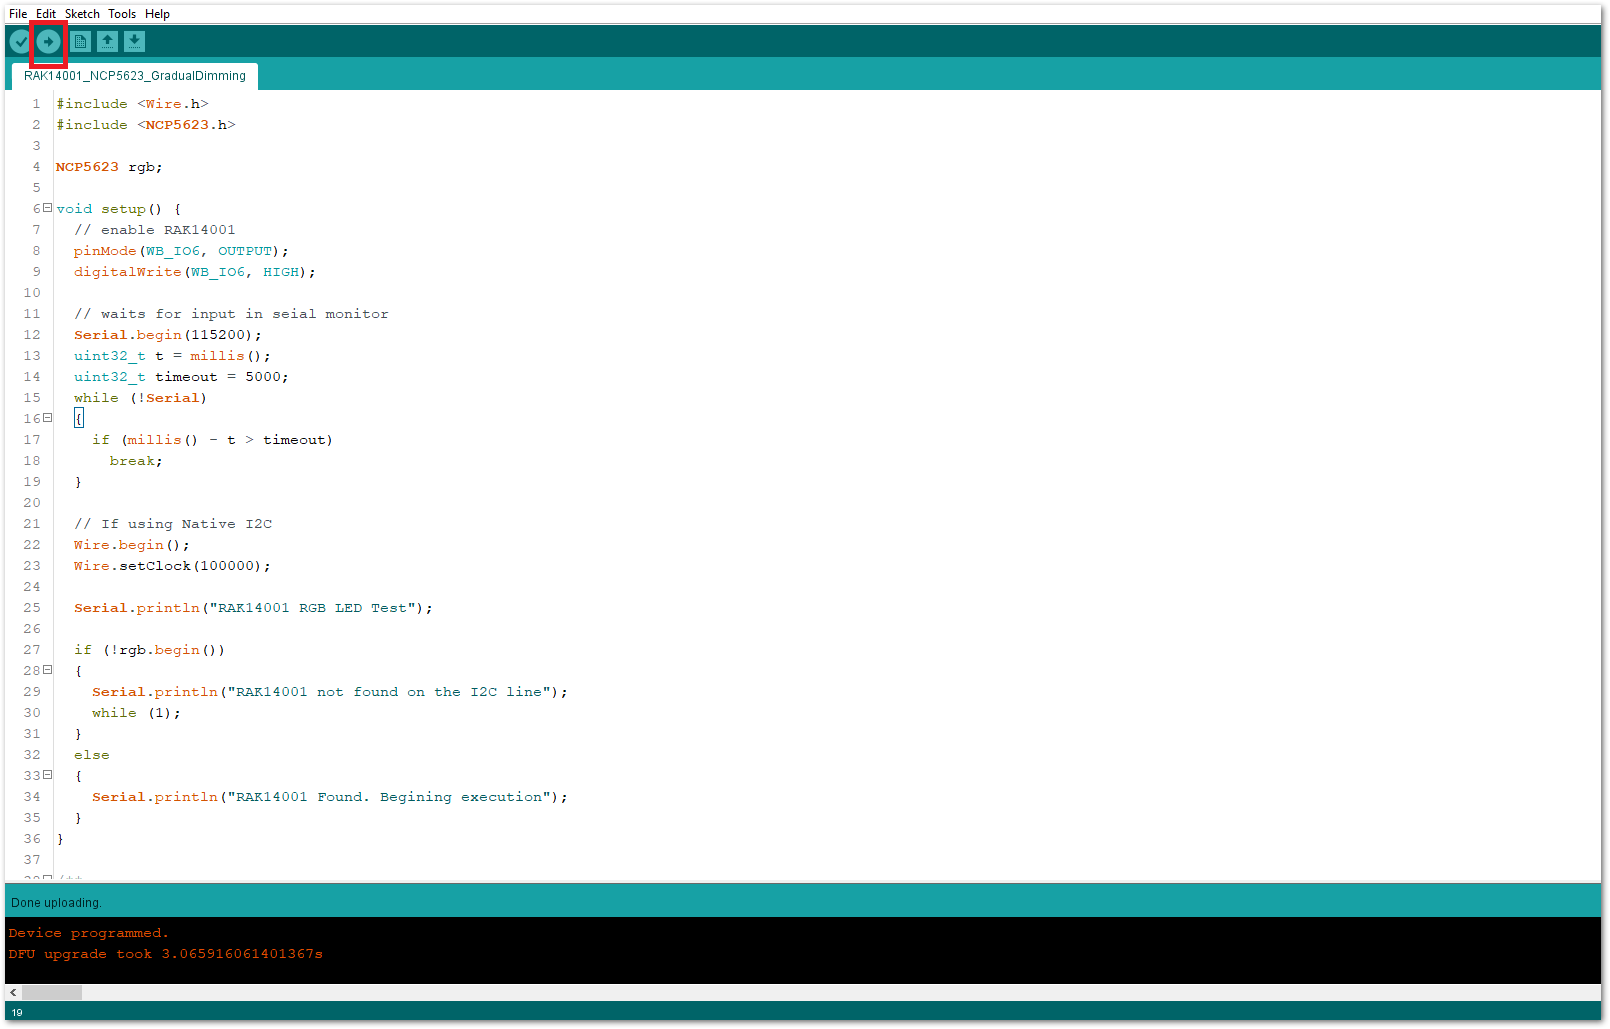 File Edit Sketch Tools Help
RAK14001_NCP5623_GradualDimming
1 #include <Wire.h>
2 #include <NCP5623.h>
3
4 NCP5623 rgb;
5
6 void setup() {
7 // enable RAK14001
8 pinMode(WB_IO6, OUTPUT);
9 digitalWrite(WB_IO6, HIGH);
10
11 // waits for input in seial monitor
12 Serial.begin(115200);
13 uint32_t t = millis();
14 uint32_t timeout = 5000;
15 while (!Serial)
16 {
17 if (millis() - t > timeout)
18 break;
19 }
20
21 // If using Native I2C
22 Wire.begin();
23 Wire.setClock(100000);
24
25 Serial.println("RAK14001 RGB LED Test");
26
27 if (!rgb.begin())
28 {
29 Serial.println("RAK14001 not found on the I2C line");
30 while (1);
31 }
32 else
33 {
34 Serial.println("RAK14001 Found. Begining execution");
35 }
36 }
37
Done uploading.
Device programmed.
DFU upgrade took 3.065916061401367s
19